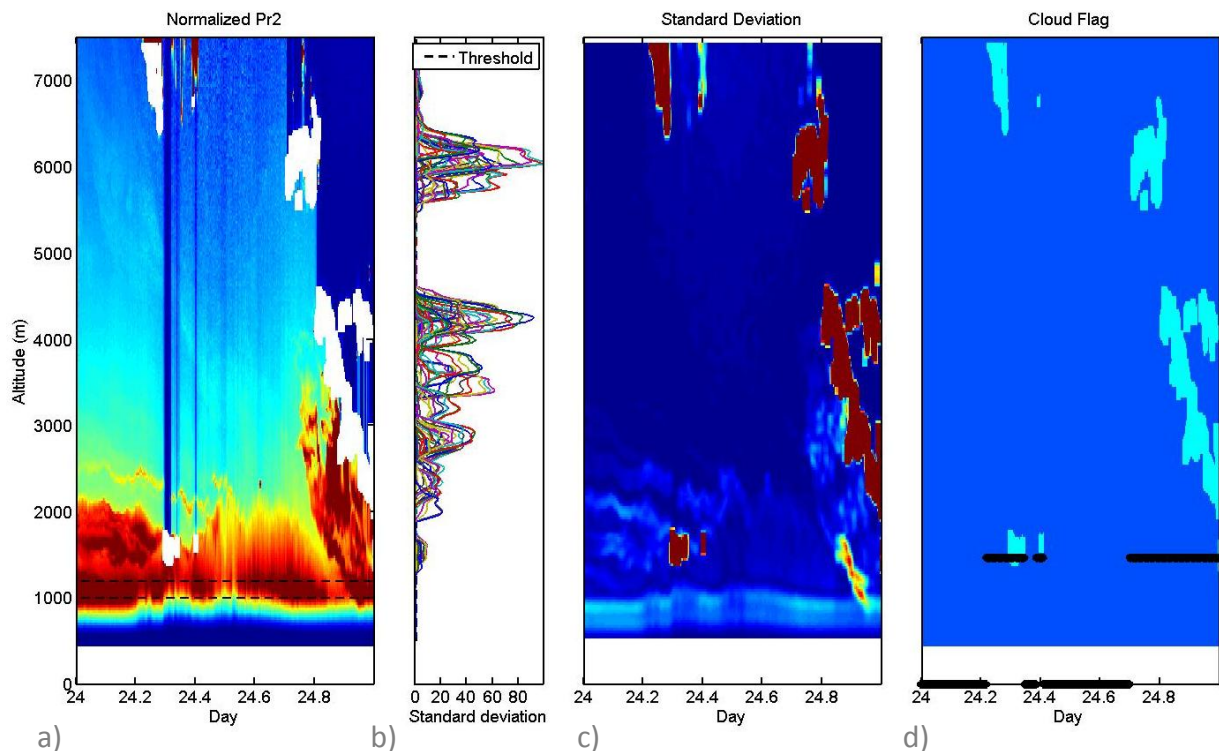 Normalized Pr2
Standard Deviation
Cloud Flag
Threshold
7000
6000
5000
4000
3000
2000
1000
0
Altitude (m)
24 24.2 24.4 24.6 24.8
0 20 40 60 80
24 24.2 24.4 24.6 24.8
24 24.2 24.4 24.6 24.8
Day
Standard deviation
Day
Day
a)
b)
c)
d)